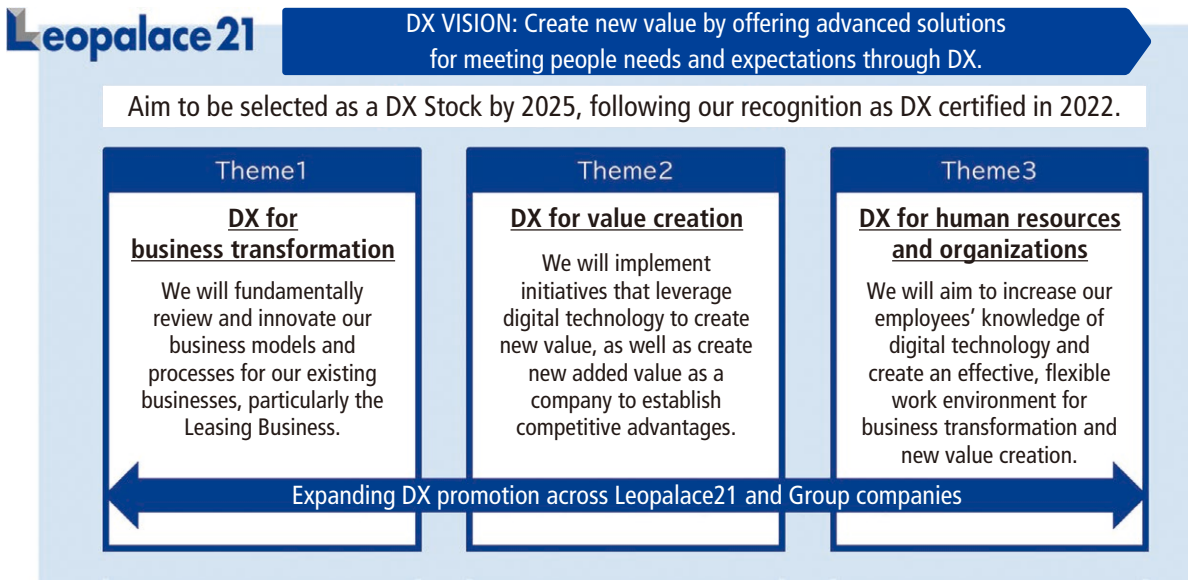 Leopalace21
DX VISION: Create new value by offering advanced solutions
for meeting people needs and expectations through DX.
Aim to be selected as a DX Stock by 2025, following our recognition as DX certified in 2022.
Theme1
DX for
business transformation
We will fundamentally
review and innovate our
business models and
processes for our existing
businesses, particularly the
Leasing Business.
Theme2
DX for value creation
We will implement
initiatives that leverage
digital technology to create
new value, as well as create
new added value as a
company to establish
competitive advantages.
Theme3
DX for human resources
and organizations
We will aim to increase our
employees’ knowledge of
digital technology and
create an effective, flexible
work environment for
business transformation and
new value creation.
Expanding DX promotion across Leopalace21 and Group companies